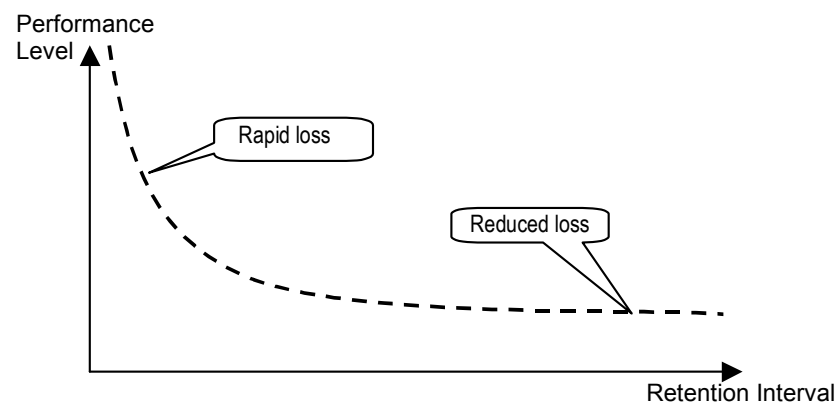 Performance
Level
Rapid loss
Reduced loss
Retention Interval